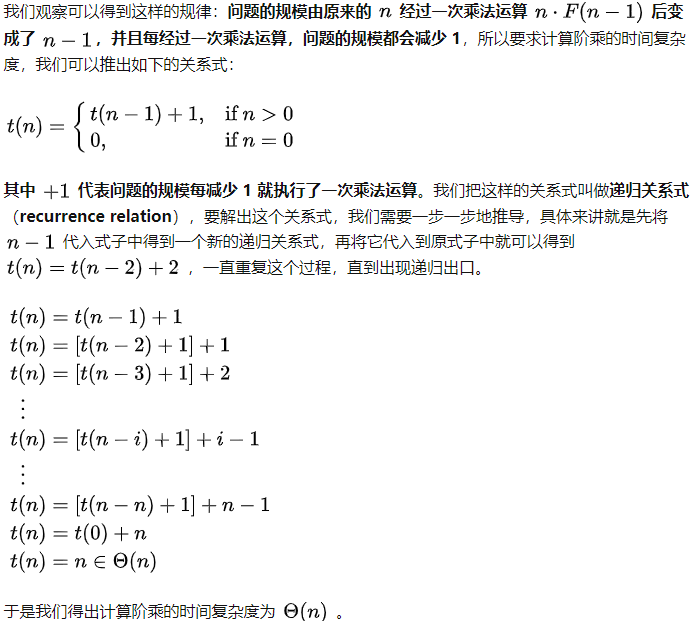 我们观察可以得到这样的规律：问题的规模由原来的 n 经过一次乘法运算 n · F(n − 1) 后变
成了 n − 1，并且每经过一次乘法运算，问题的规模都会减少 1，所以要求计算阶乘的时间复杂
度，我们可以推出如下的关系式：
t(n) = { t(n − 1) + 1, if n > 0
0, if n = 0
其中 +1 代表问题的规模每减少 1 就执行了一次乘法运算。我们把这样的关系式叫做递归关系式
（recurrence relation），要解出这个关系式，我们需要一步一步地推导，具体来讲就是先将
n − 1 代入式子中得到一个新的递归关系式，再将它代入到原式子中就可以得到
t(n) = t(n − 2) + 2 ，一直重复这个过程，直到出现递归出口。
t(n) = t(n − 1) + 1
t(n) = [t(n − 2) + 1] + 1
t(n) = [t(n − 3) + 1] + 2
⋮
t(n) = [t(n − i) + 1] + i − 1
⋮
t(n) = [t(n − n) + 1] + n − 1
t(n) = t(0) + n
t(n) = n ∈ Θ(n)
于是我们得出计算阶乘的时间复杂度为 Θ(n) 。